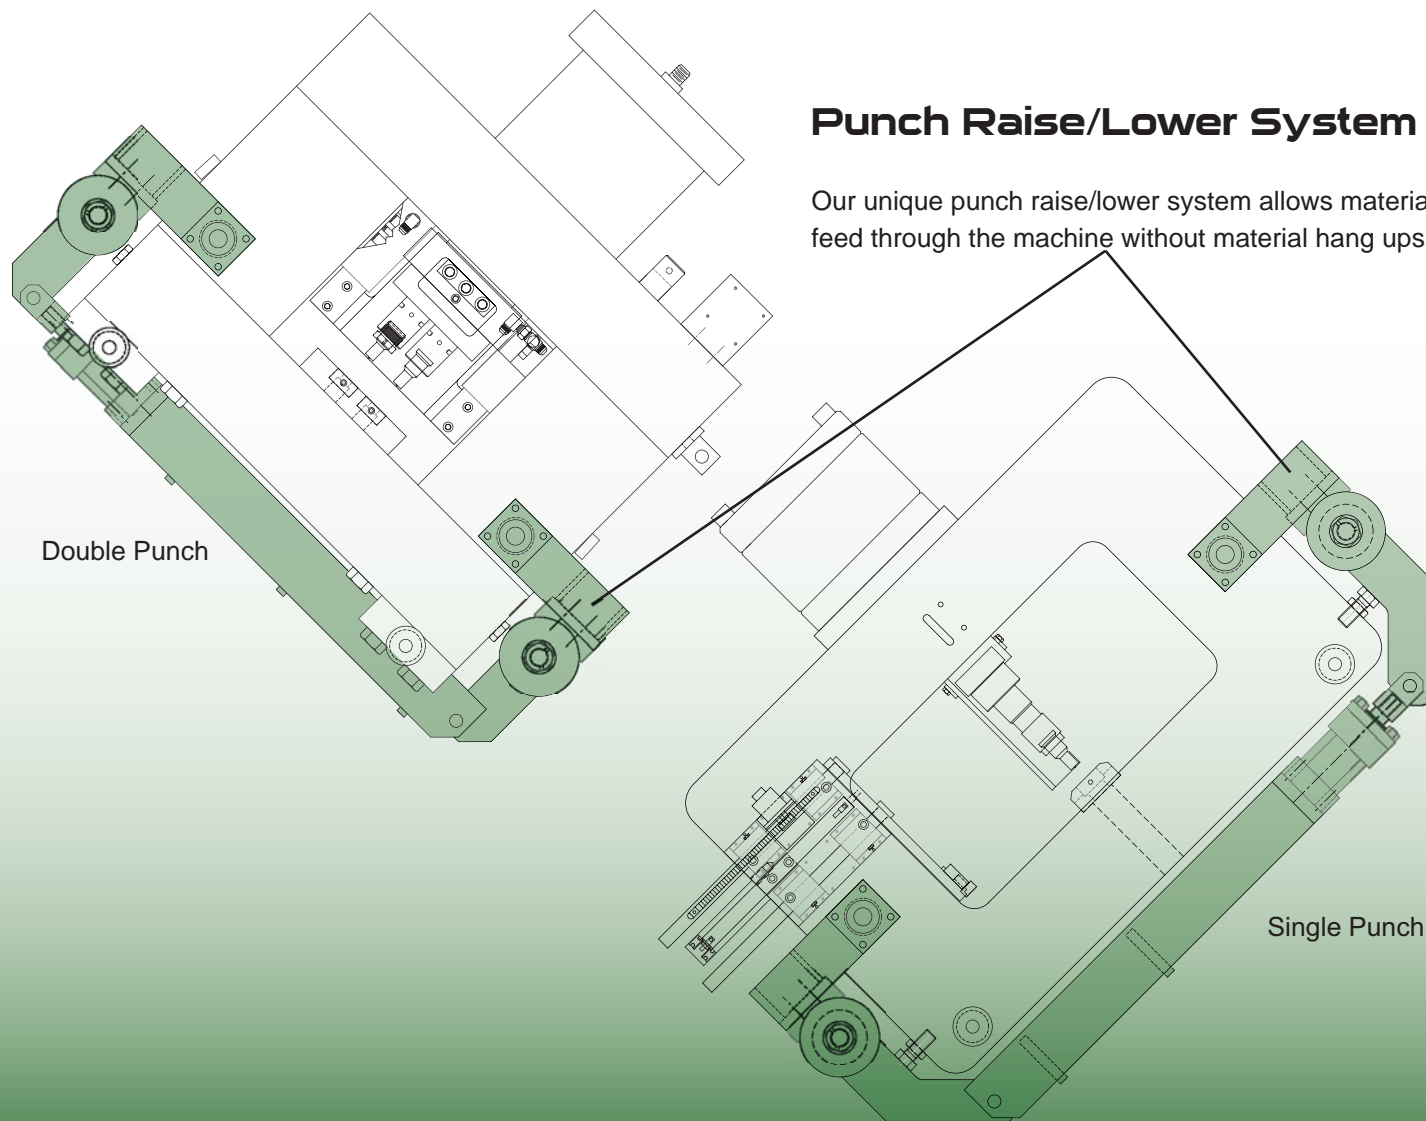 Punch Raise/Lower System
Our unique punch raise/lower system allows
feed through the machine without material hang ups
Double Punch
Single Punch